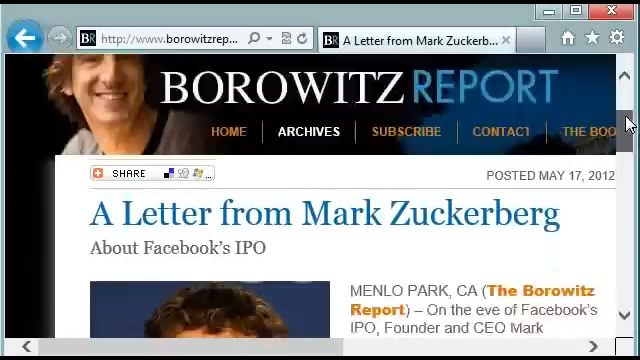 BR http://www.borowitzrep...
BR A Letter from Mark Zuckerb...
BOROWITZ REPORT
HOME ARCHIVES SUBSCRIBE CONTACT THE BOO
SHARE
POSTED MAY 17, 2012
A Letter from Mark Zuckerberg
About Facebook's IPO
MENLO PARK, CA (The Borowitz
Report) – On the eve of Facebook's
IPO, Founder and CEO Mark